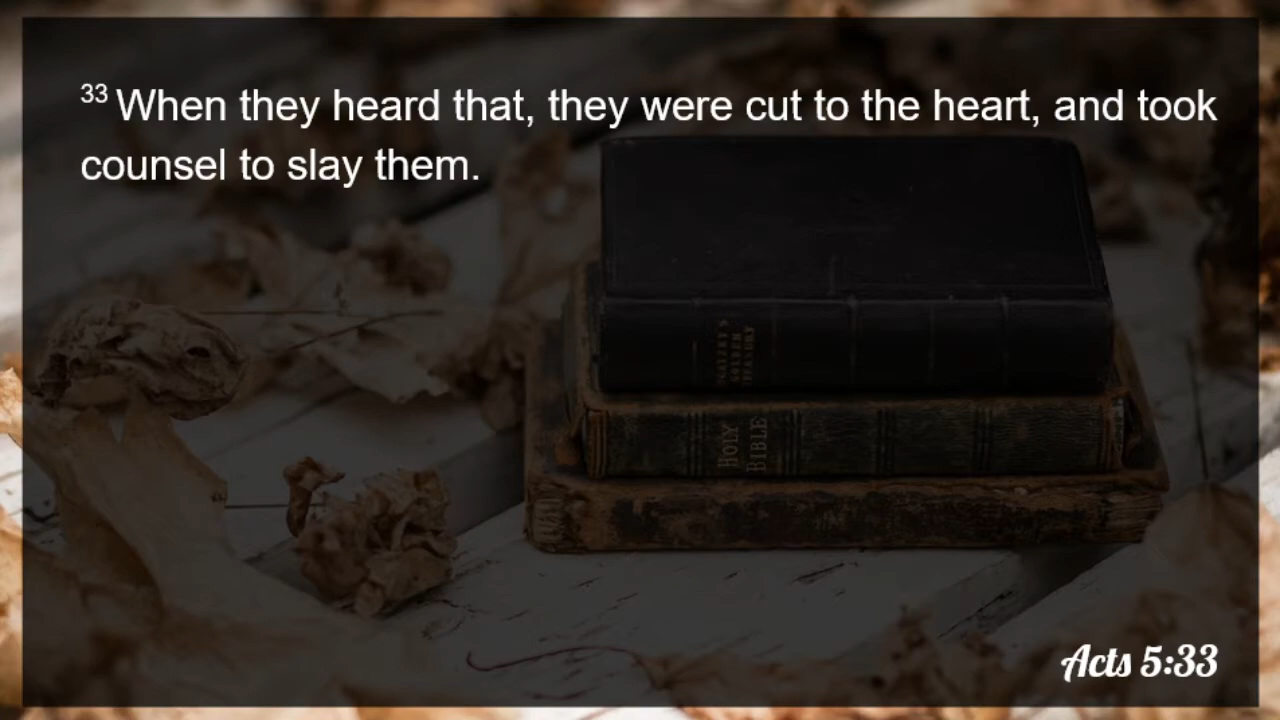 33 When they heard that, they were cut to the heart, and took
counsel to slay them.
HOLY
BIBLE
Acts 5:33